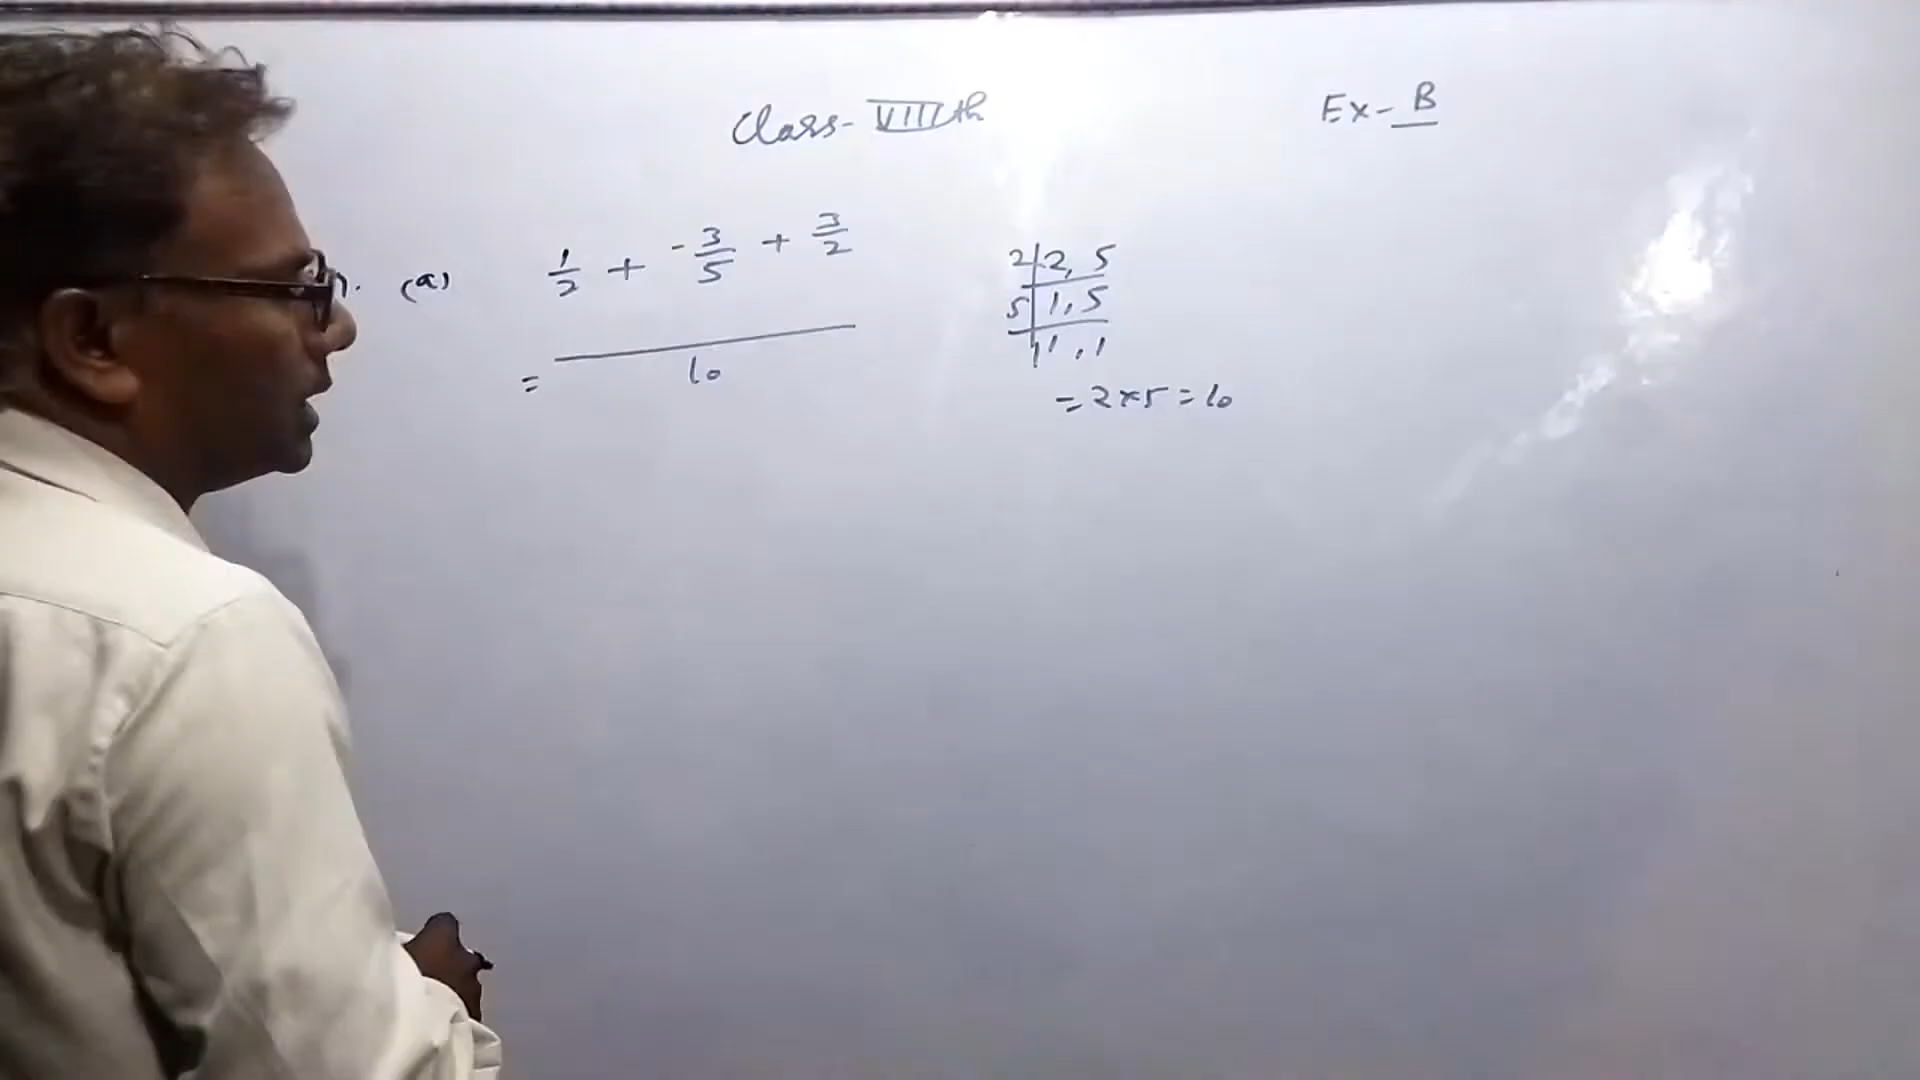 Class- VIIIth
Ex- B
1. (a) 1/2 + -3/5 + 3/2
= ——— / 10
2 | 2, 5
5 | 1, 5
| 1, 1
= 2×5 = 10